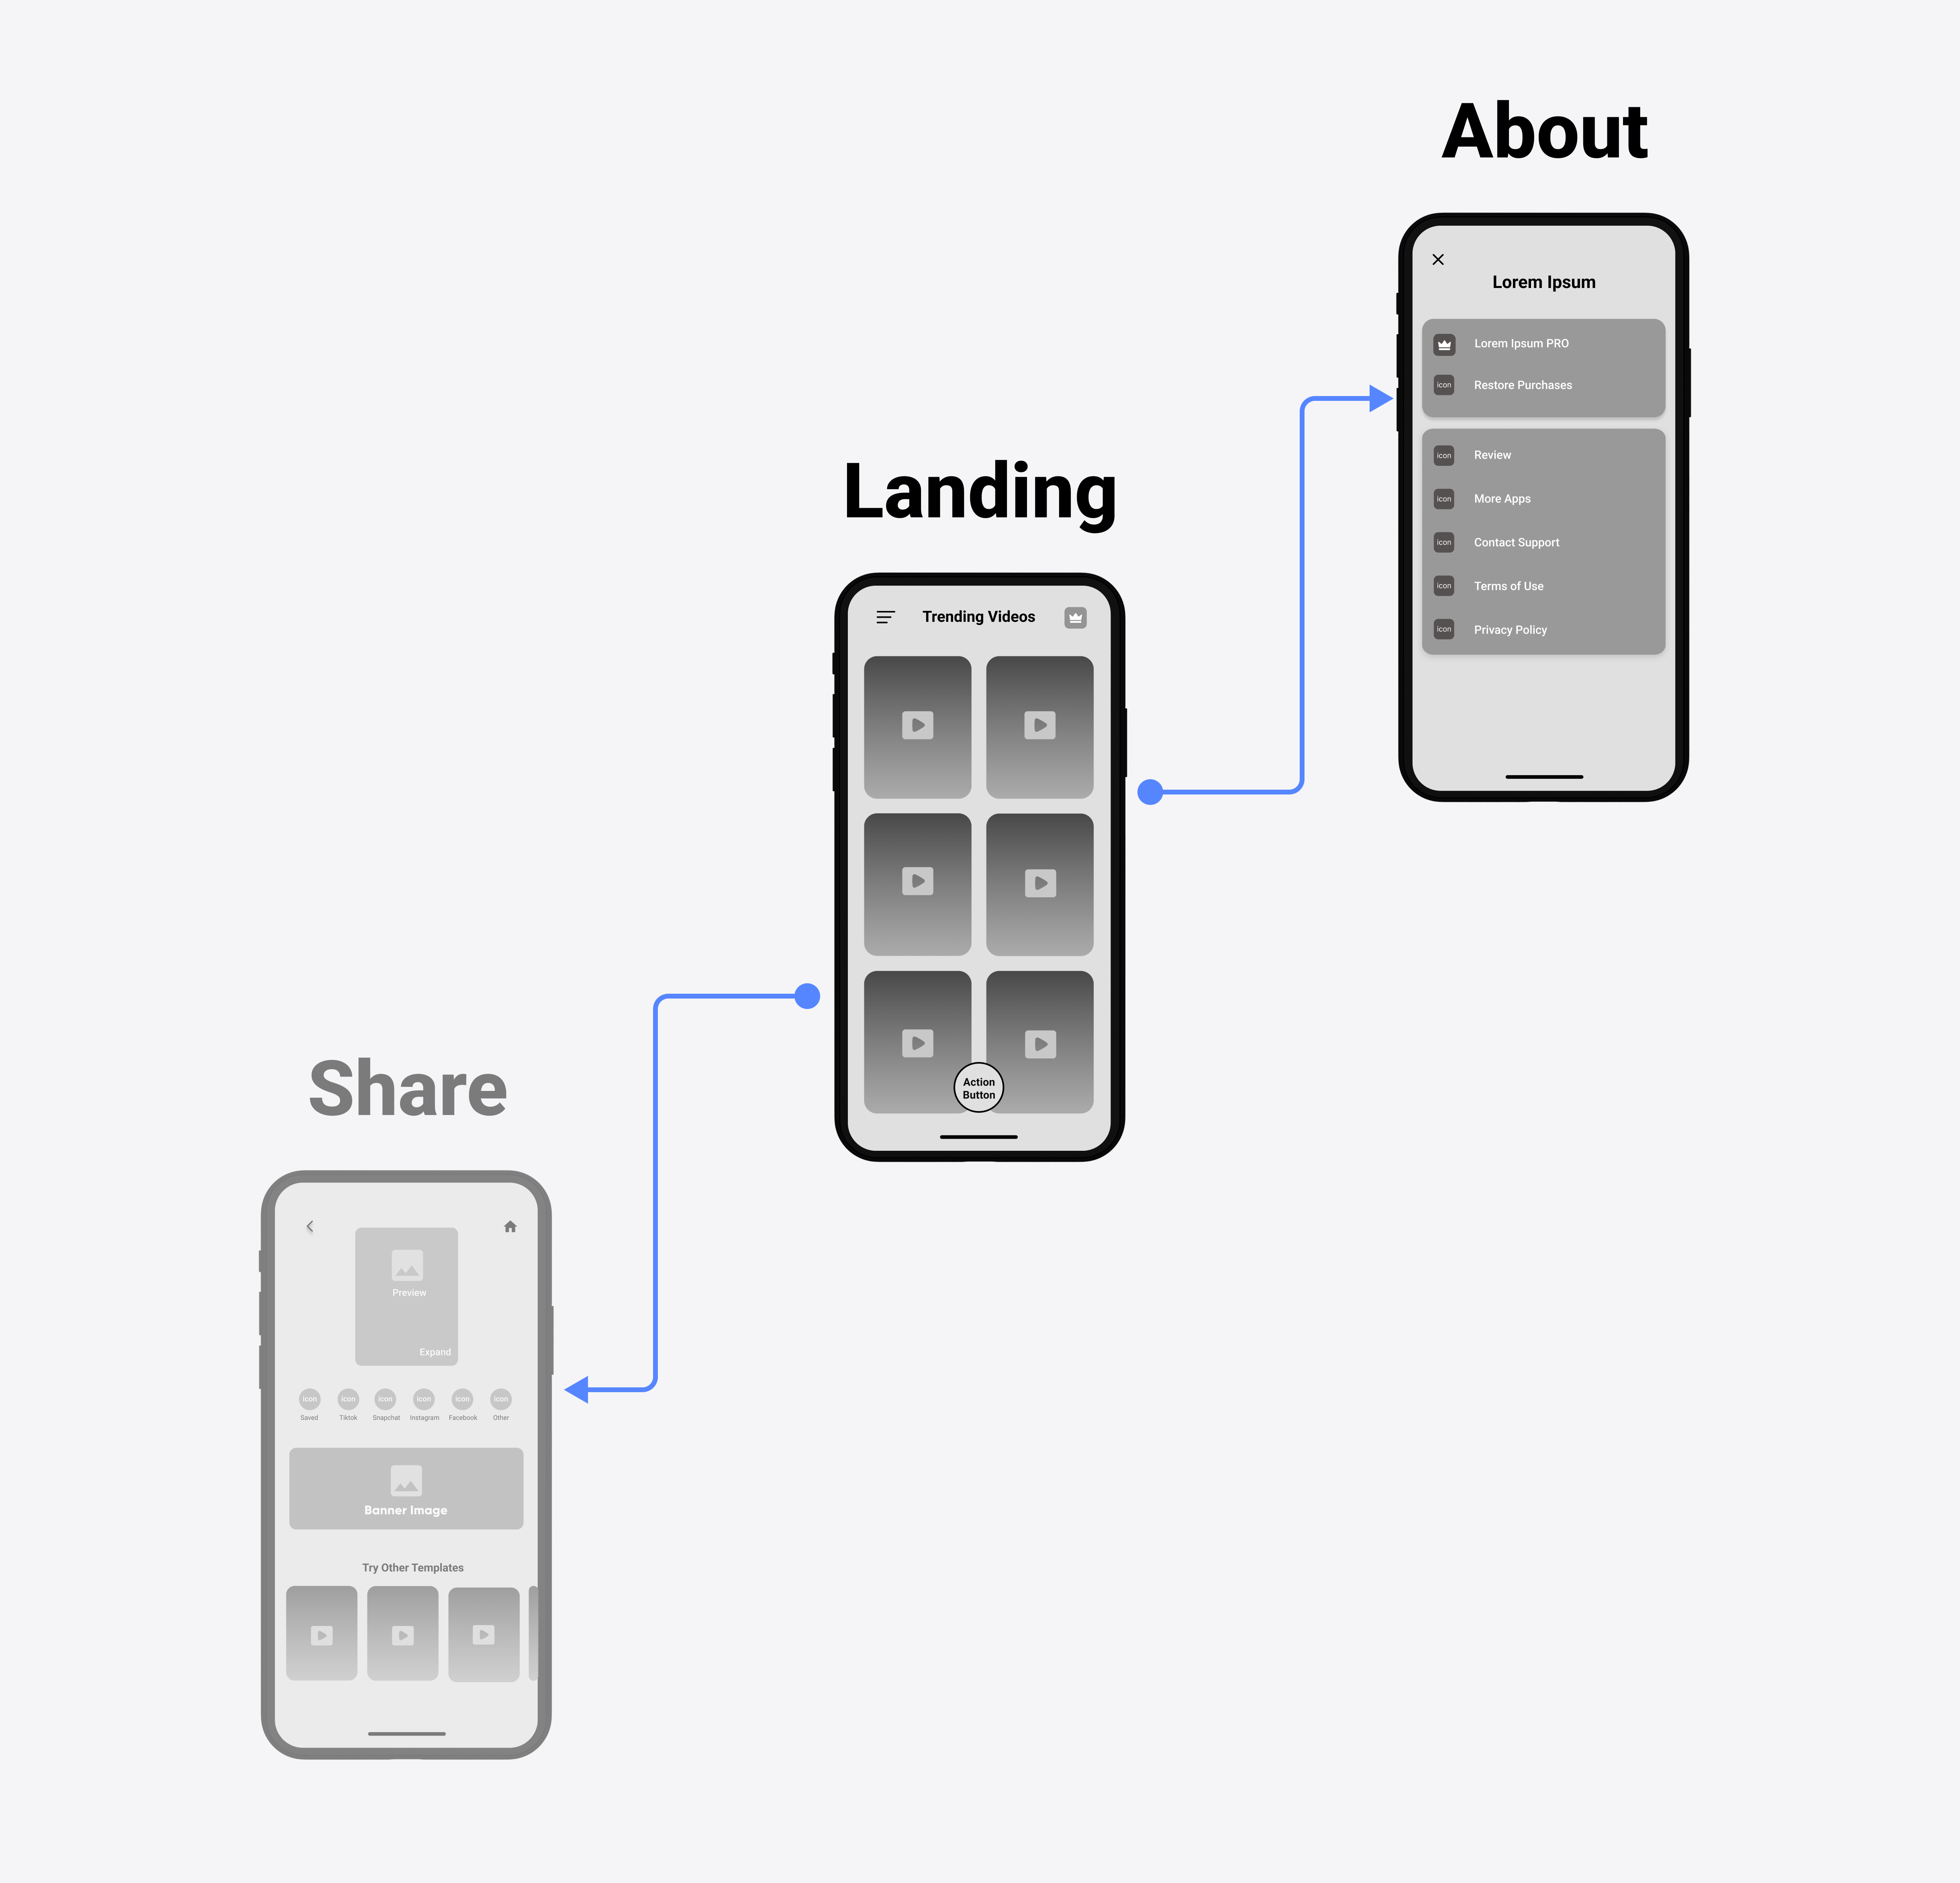 About
Lorem Ipsum
Lorem Ipsum PRO
icon Restore Purchases
icon Review
icon More Apps
icon Contact Support
icon Terms of Use
icon Privacy Policy
Landing
Trending Videos
Action
Button
Share
Preview
Expand
icon icon icon icon icon icon
Saved Tiktok Snapchat Instagram Facebook Other
Banner Image
Try Other Templates